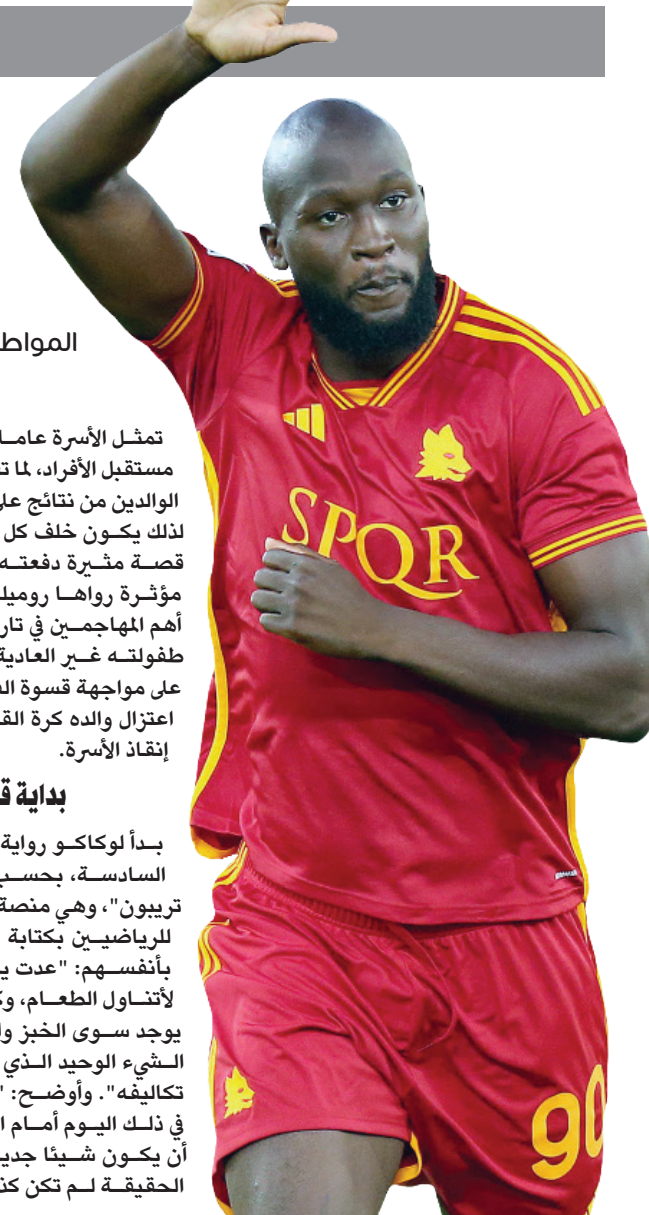 المواط
تمثـل الأسرة عامـا
مستقبل الأفراد، لما ت
الوالدين من نتائج عل
لذلك يكـون خلف كل
قصـة مثـيرة دفعتـه
مؤثـرة رواهـا روميل
أهم المهاجمـين في تار
طفولتـه غـير العادية
على مواجهة قسوة ال
اعتزال والده كرة الق
إنقاذ الأسرة.
بداية ق
بـدأ لوكاكـو رواية
السادسـة، بحسـب
تريبون"، وهي منصة
للرياضيـين بكتابة
بأنفسـهم: "عدت ي
لأتنـاول الطعـام، وك
يوجد سـوى الخبز وا
الـشيء الوحيد الـذي
تكاليفه". وأوضـح: "
في ذلـك اليـوم أمـام ا
أن يكـون شـيئا جدي
الحقيقـة لـم تكن كذ
SPQR
90